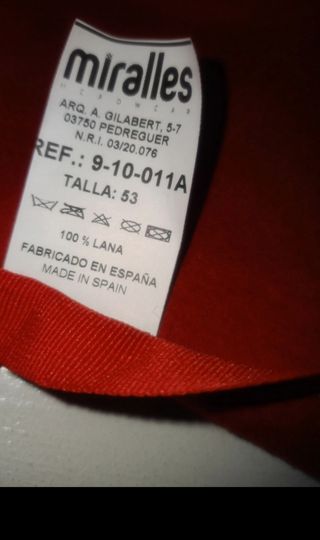 miralles
MICROWEAR
ARQ. A. GILABERT, 5-7
03750 PEDREGUER
N.R.I. 03/20.076
REF.: 9-10-011A
TALLA: 53
100 % LANA
FABRICADO EN ESPAÑA
MADE IN SPAIN